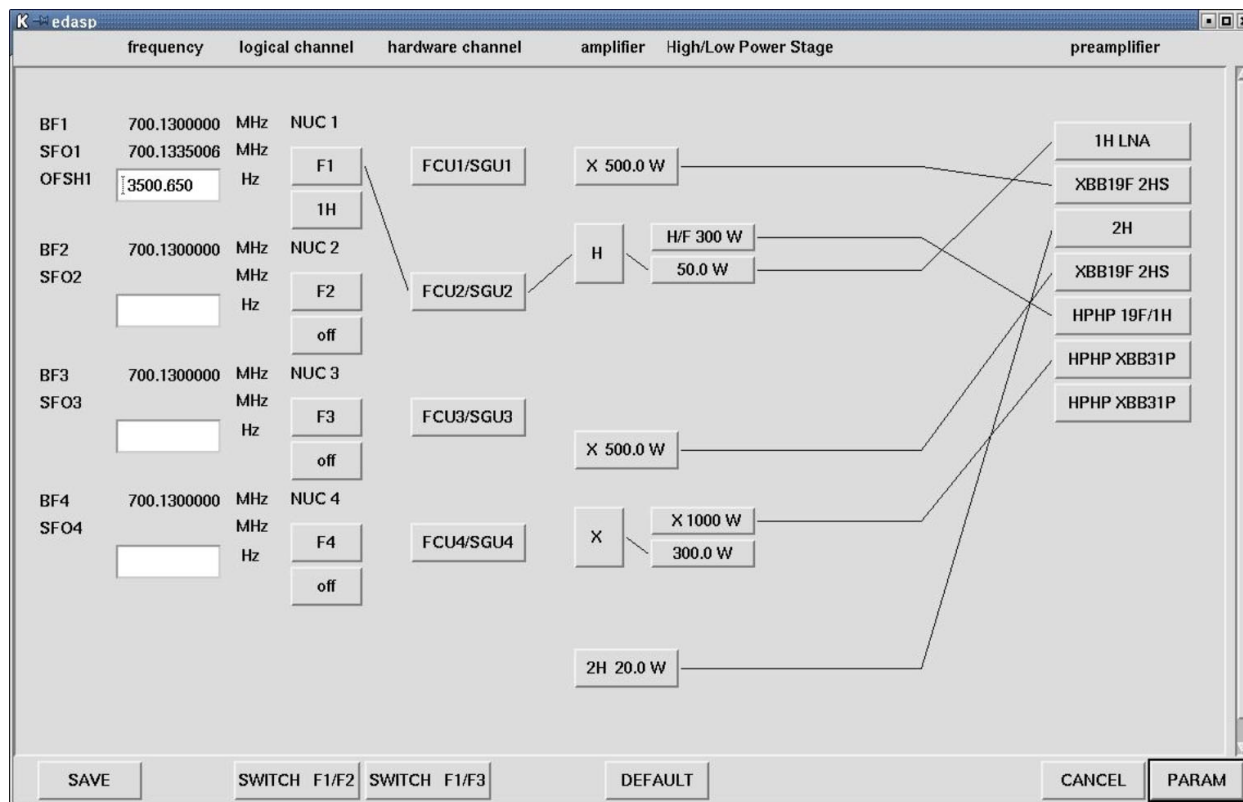 edasp
frequency logical channel hardware channel amplifier High/Low Power Stage preamplifier
BF1 700.1300000 MHz NUC 1
SFO1 700.1335006 MHz
OFSH1 3500.650 Hz
F1
1H
FCU1/SGU1
X 500.0 W
1H LNA
XBB19F 2HS
BF2 700.1300000 MHz NUC 2
SFO2 MHz
Hz
F2
off
FCU2/SGU2
H
H/F 300 W
50.0 W
2H
XBB19F 2HS
HPHP 19F/1H
BF3 700.1300000 MHz NUC 3
SFO3 MHz
Hz
F3
off
FCU3/SGU3
X 500.0 W
HPHP XBB31P
HPHP XBB31P
BF4 700.1300000 MHz NUC 4
SFO4 MHz
Hz
F4
off
FCU4/SGU4
X
X 1000 W
300.0 W
2H 20.0 W
SAVE SWITCH F1/F2 SWITCH F1/F3 DEFAULT CANCEL PARAM